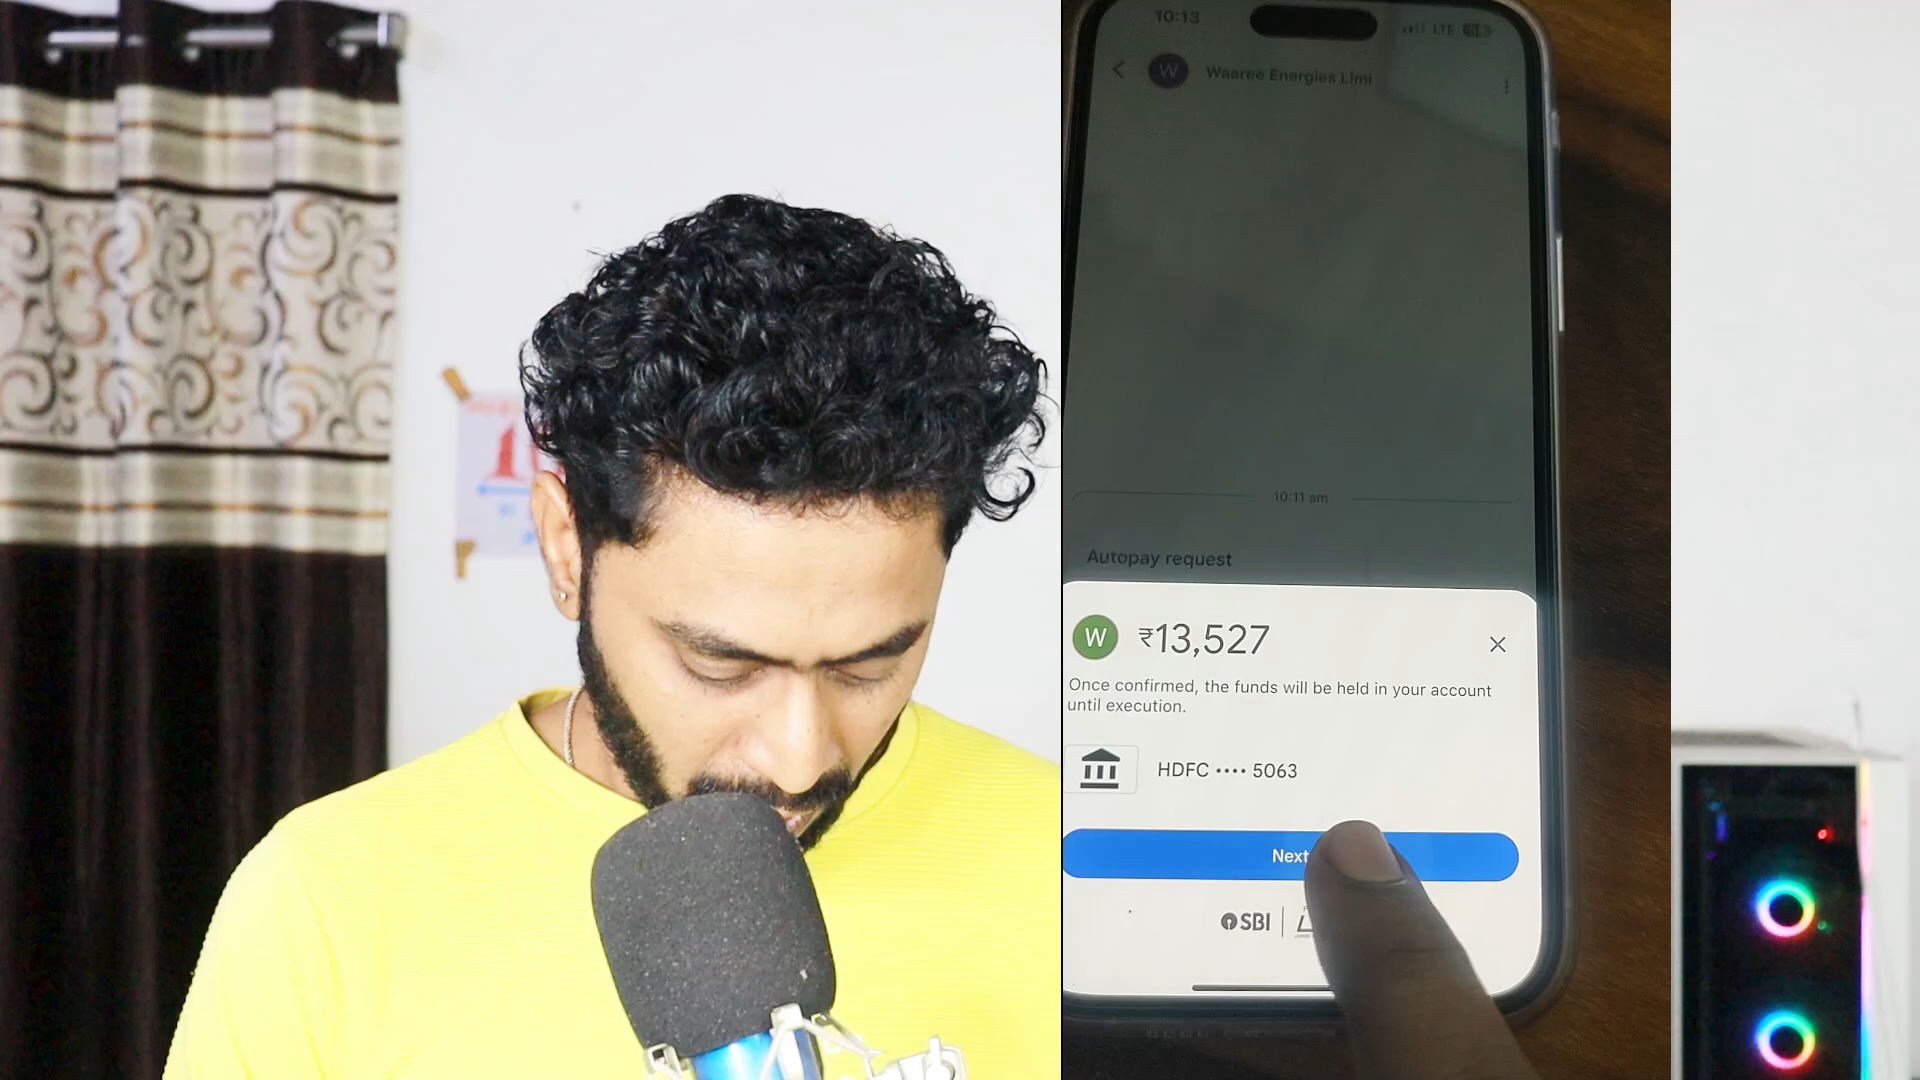 10:13
LTE
W
Waaree Energies Limi
10:11 am
Autopay request
W
₹13,527
Once confirmed, the funds will be held in your account
until execution.
HDFC •••• 5063
Next
SBI